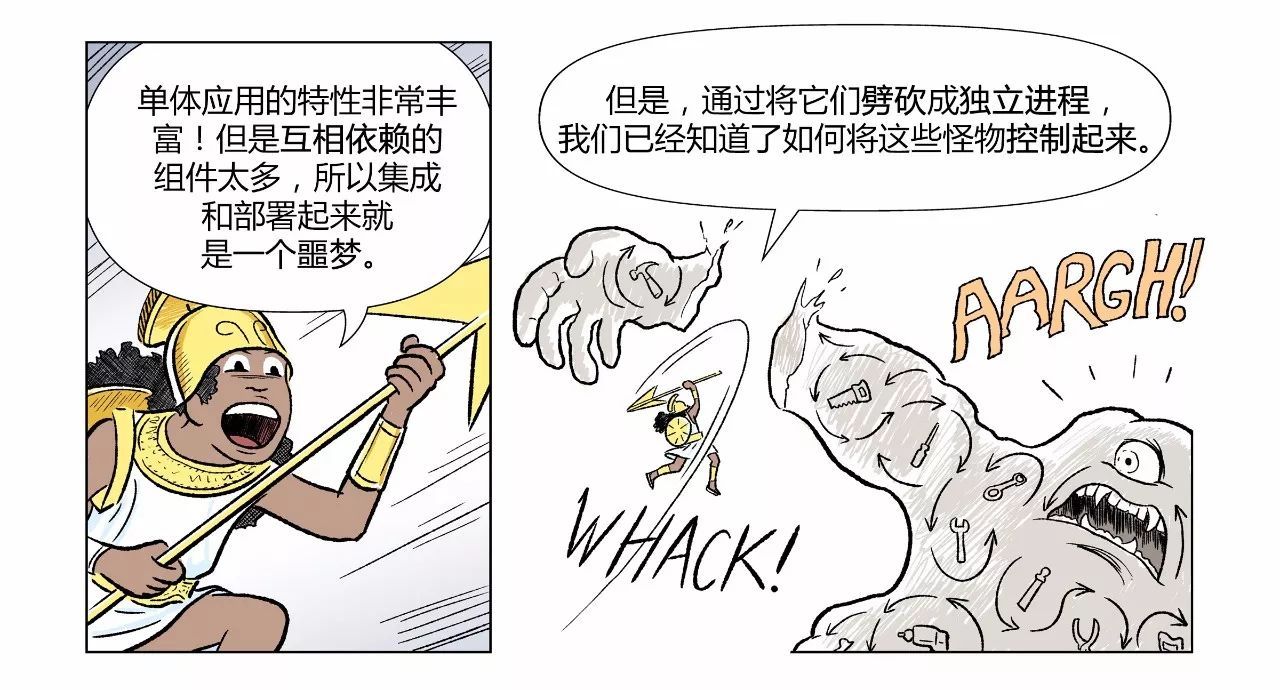 单体应用的特性非常丰
富！但是互相依赖的
组件太多，所以集成
和部署起来就
是一个噩梦。
但是，通过将它们劈砍成独立进程，
我们已经知道了如何将这些怪物控制起来。
AARGH!
WHACK!